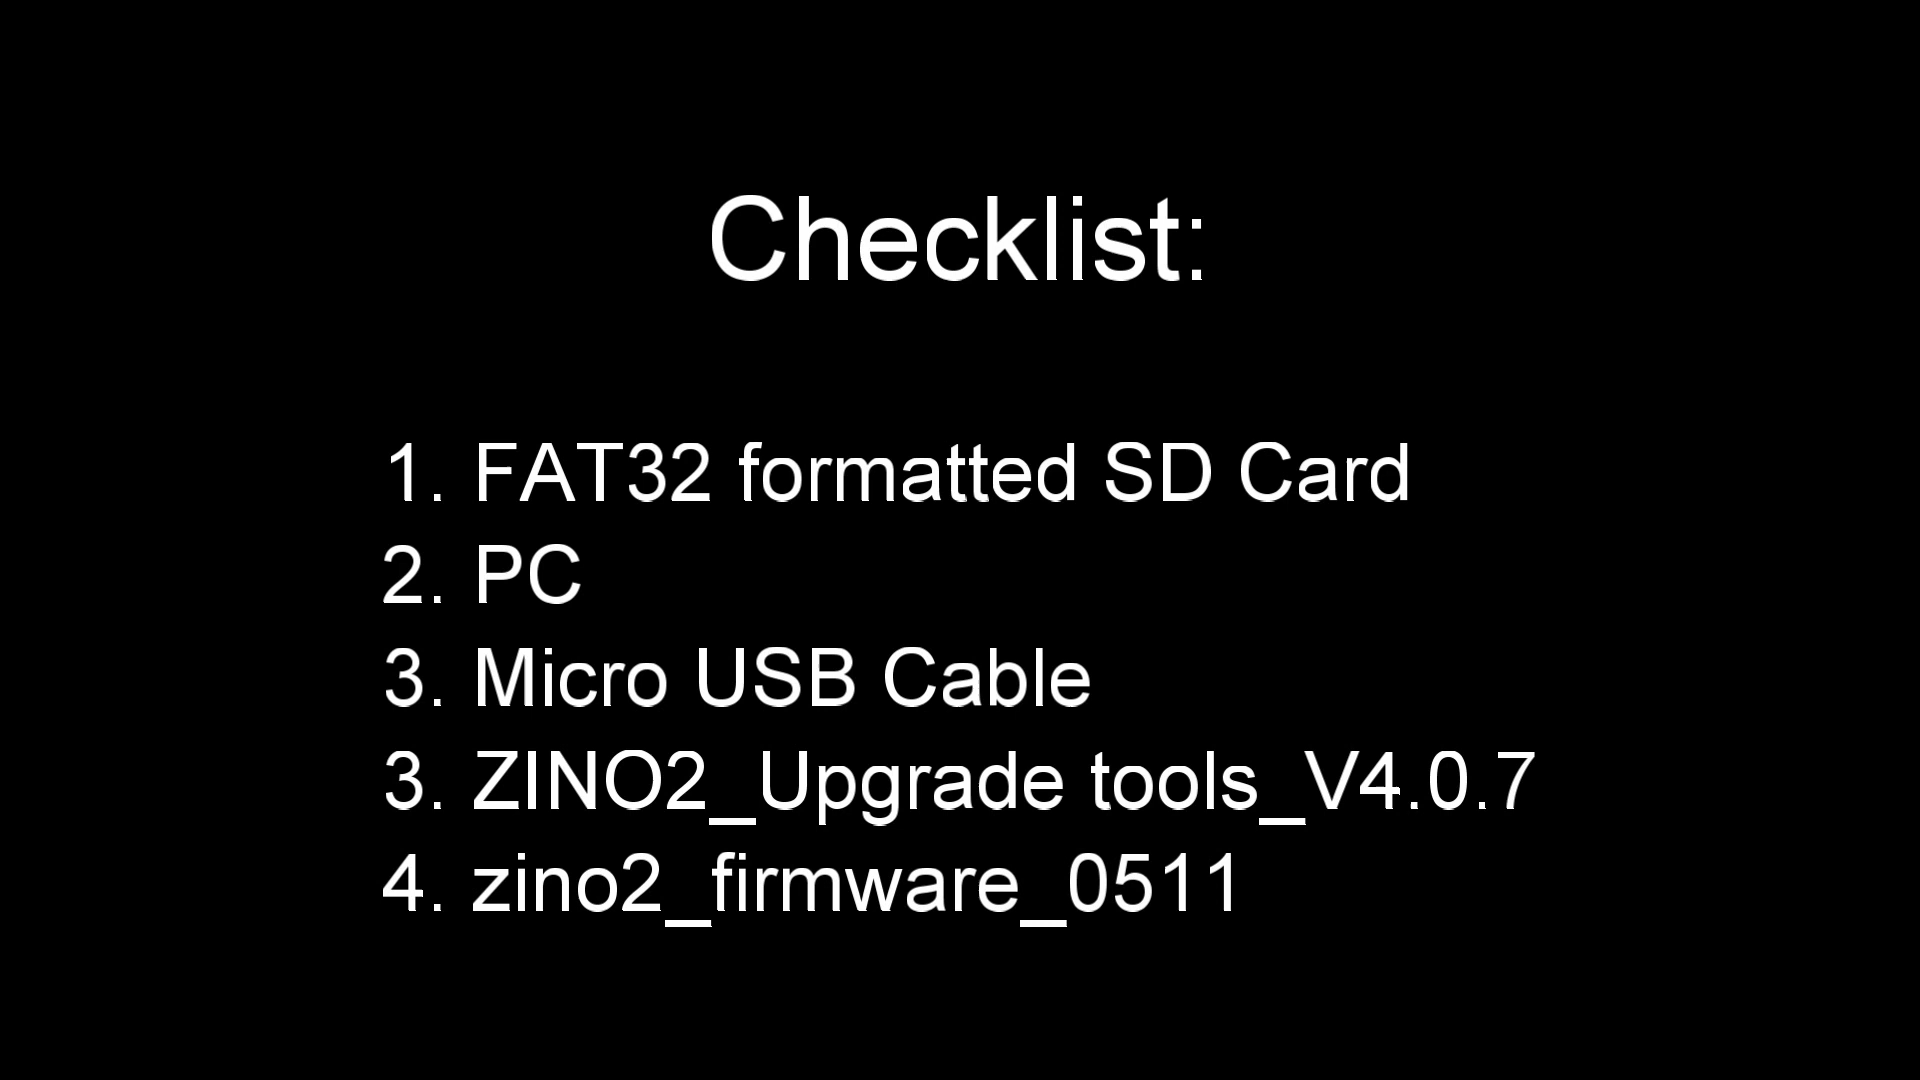 Checklist:
1. FAT32 formatted SD Card
2. PC
3. Micro USB Cable
3. ZINO2_Upgrade tools_V4.0.7
4. zino2_firmware_0511